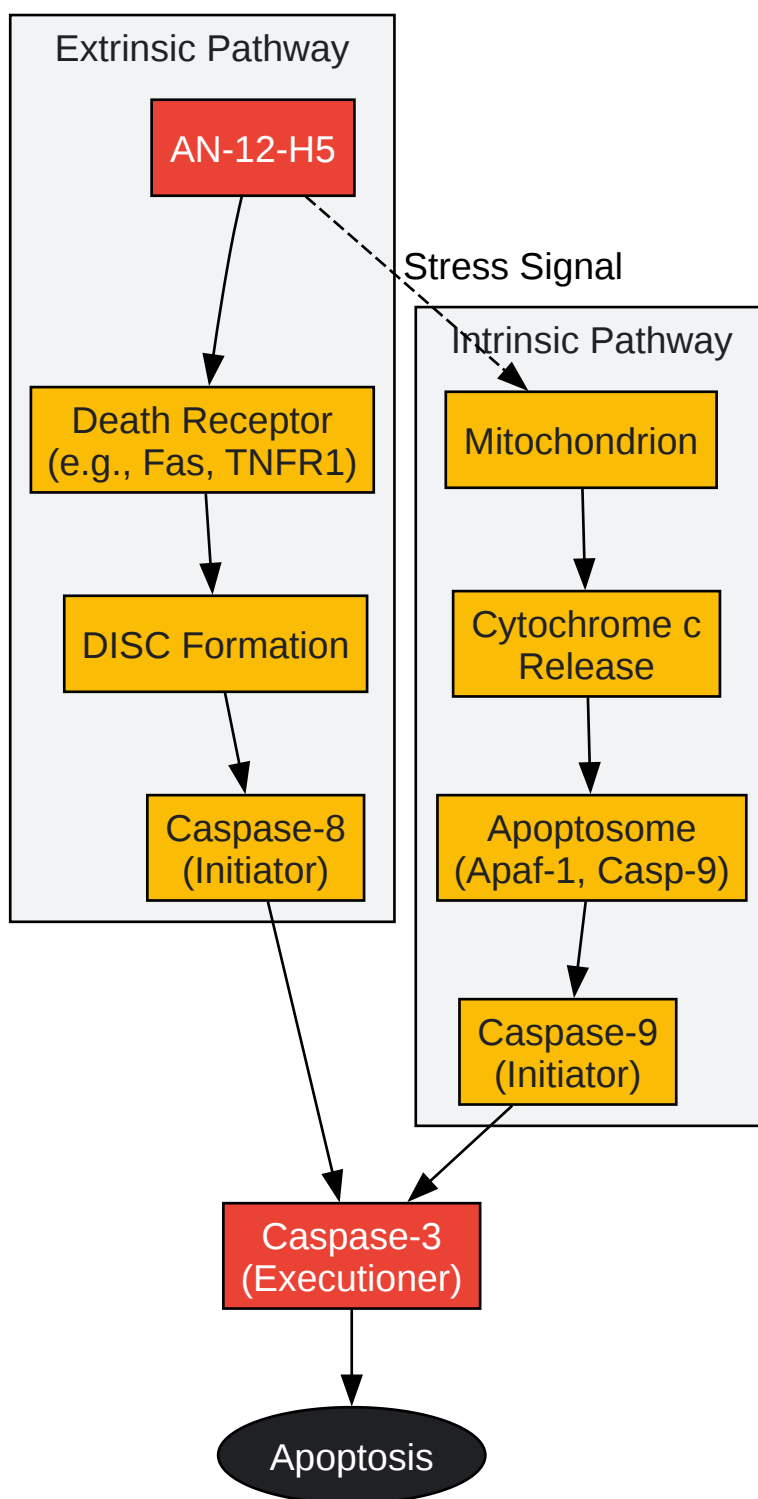 Extrinsic Pathway
AN-12-H5
Stress Signal
Intrinsic Pathway
Death Receptor
(e.g., Fas, TNFR1)
Mitochondrion
DISC Formation
Cytochrome c
Release
Caspase-8
(Initiator)
Apoptosome
(Apaf-1, Casp-9)
Caspase-9
(Initiator)
Caspase-3
(Executioner)
Apoptosis